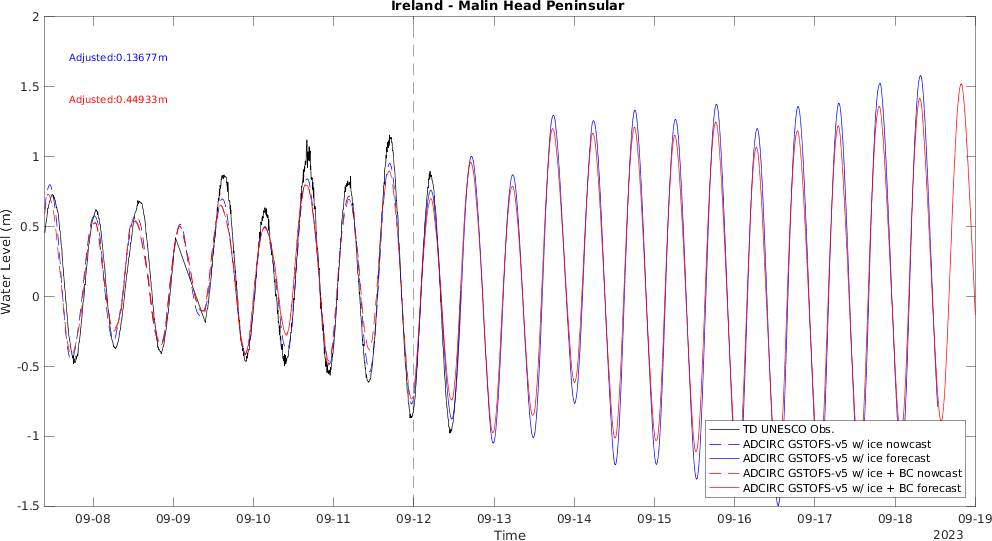 Ireland - Malin Head Peninsular
2
1.5
1
0.5
0
-0.5
-1
-1.5
Water Level (m)
Adjusted:0.13677m
Adjusted:0.44933m
TD UNESCO Obs.
ADCIRC GSTOFS-v5 w/ ice nowcast
ADCIRC GSTOFS-v5 w/ ice forecast
ADCIRC GSTOFS-v5 w/ ice + BC nowcast
ADCIRC GSTOFS-v5 w/ ice + BC forecast
09-08 09-09 09-10 09-11 09-12 09-13 09-14 09-15 09-16 09-17 09-18 09-19
Time
2023